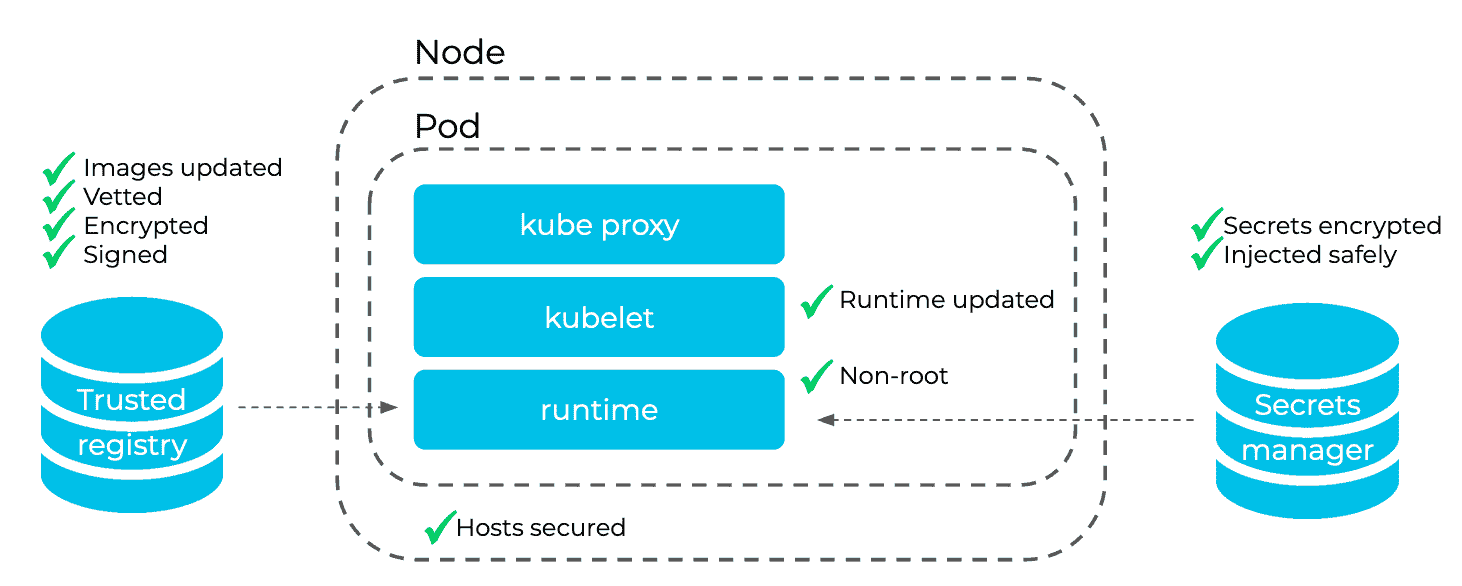 Node
Pod
Images updated
Vetted
Encrypted
Signed
Trusted
registry
kube proxy
kubelet
runtime
Runtime updated
Non-root
Hosts secured
Secrets encrypted
Injected safely
Secrets
manager